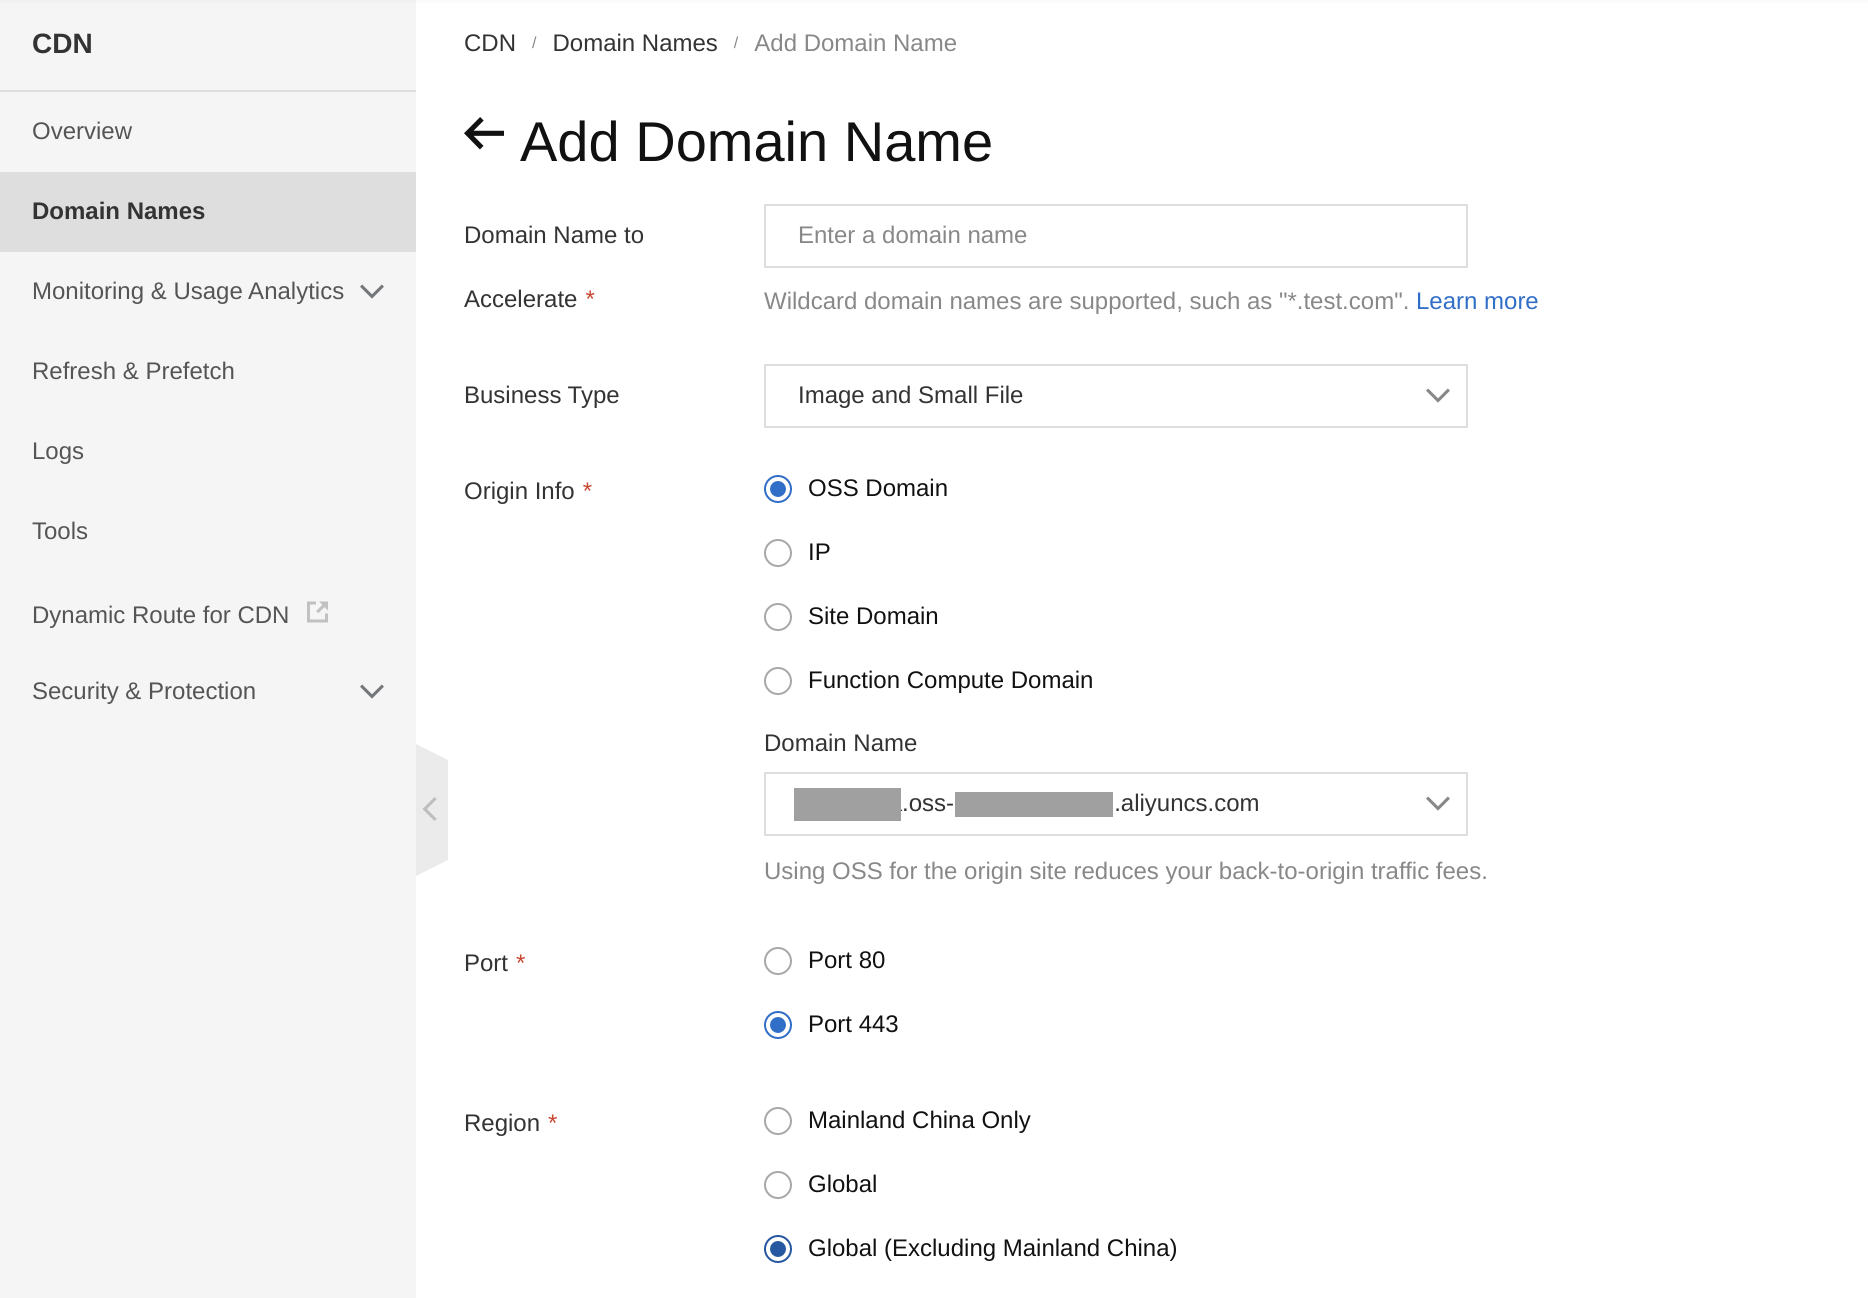 CDN
Overview
Domain Names
Monitoring & Usage Analytics
Refresh & Prefetch
Logs
Tools
Dynamic Route for CDN
Security & Protection
CDN / Domain Names / Add Domain Name
Add Domain Name
Domain Name to Accelerate *
Enter a domain name
Wildcard domain names are supported, such as "*.test.com". Learn more
Business Type
Image and Small File
Origin Info *
OSS Domain
IP
Site Domain
Function Compute Domain
Domain Name
.oss- .aliyuncs.com
Using OSS for the origin site reduces your back-to-origin traffic fees.
Port *
Port 80
Port 443
Region *
Mainland China Only
Global
Global (Excluding Mainland China)